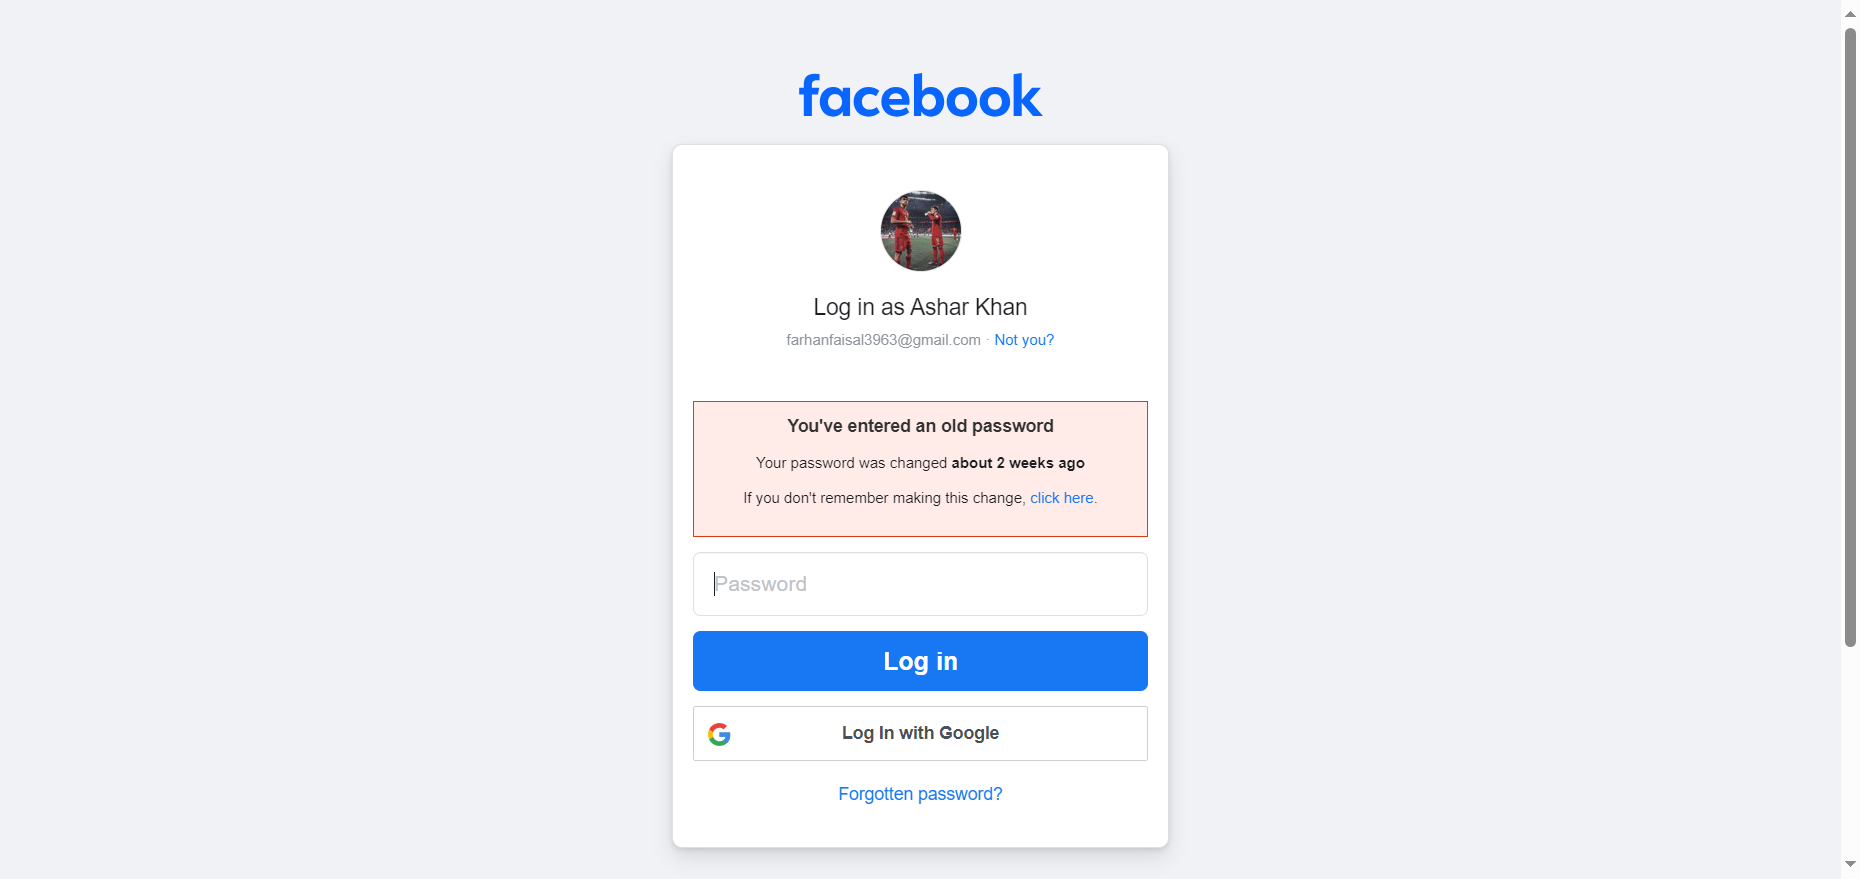 facebook
Log in as Ashar Khan
farhanfaisal3963@gmail.com · Not you?
You've entered an old password
Your password was changed about 2 weeks ago
If you don't remember making this change, click here.
Password
Log in
Log In with Google
Forgotten password?